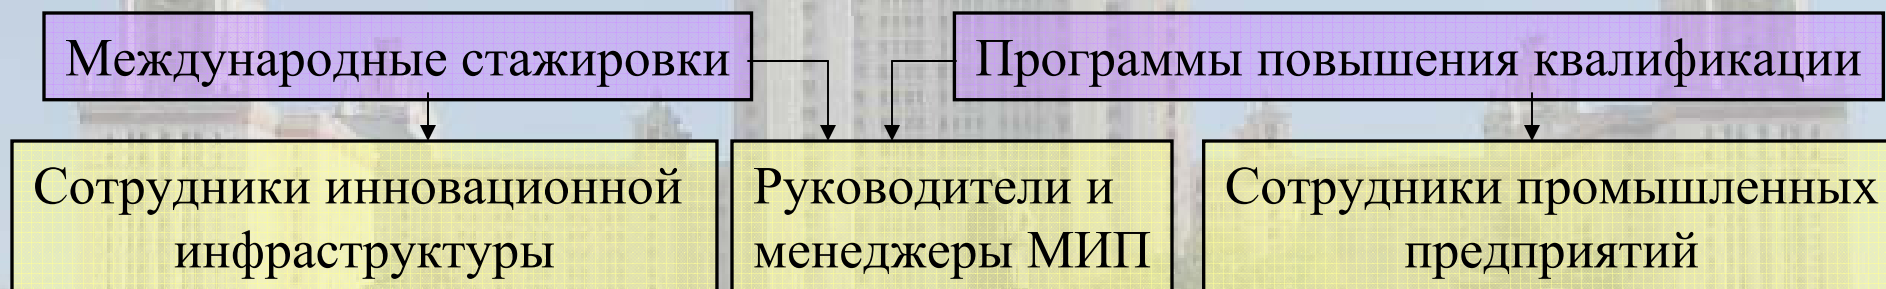 Международные стажировки
Программы повышения квалификации
Сотрудники инновационной
инфраструктуры
Руководители и
менеджеры МИП
Сотрудники промышленных
предприятий